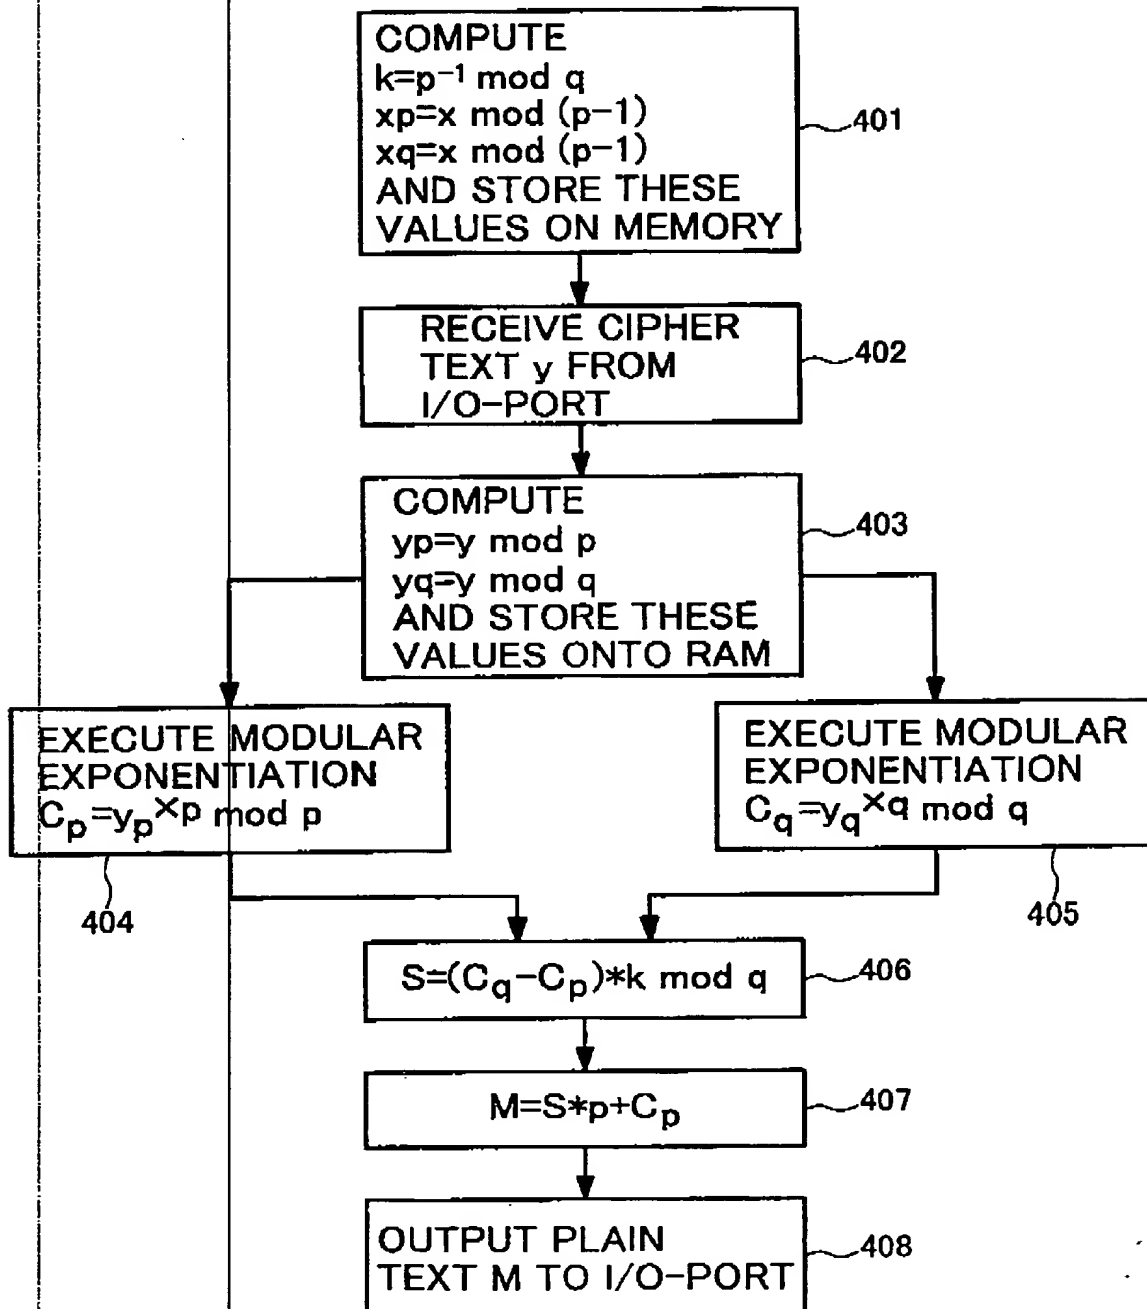 COMPUTE
k=p⁻¹ mod q
xp=x mod (p-1)
xq=x mod (p-1)
AND STORE THESE
VALUES ON MEMORY
401
RECEIVE CIPHER
TEXT y FROM
I/O-PORT
402
COMPUTE
yp=y mod p
yq=y mod q
AND STORE THESE
VALUES ONTO RAM
403
EXECUTE MODULAR
EXPONENTIATION
Cₚ=yₚ^xp mod p
404
EXECUTE MODULAR
EXPONENTIATION
C_q=y_q^xq mod q
405
S=(C_q-Cₚ)*k mod q
406
M=S*p+Cₚ
407
OUTPUT PLAIN
TEXT M TO I/O-PORT
408